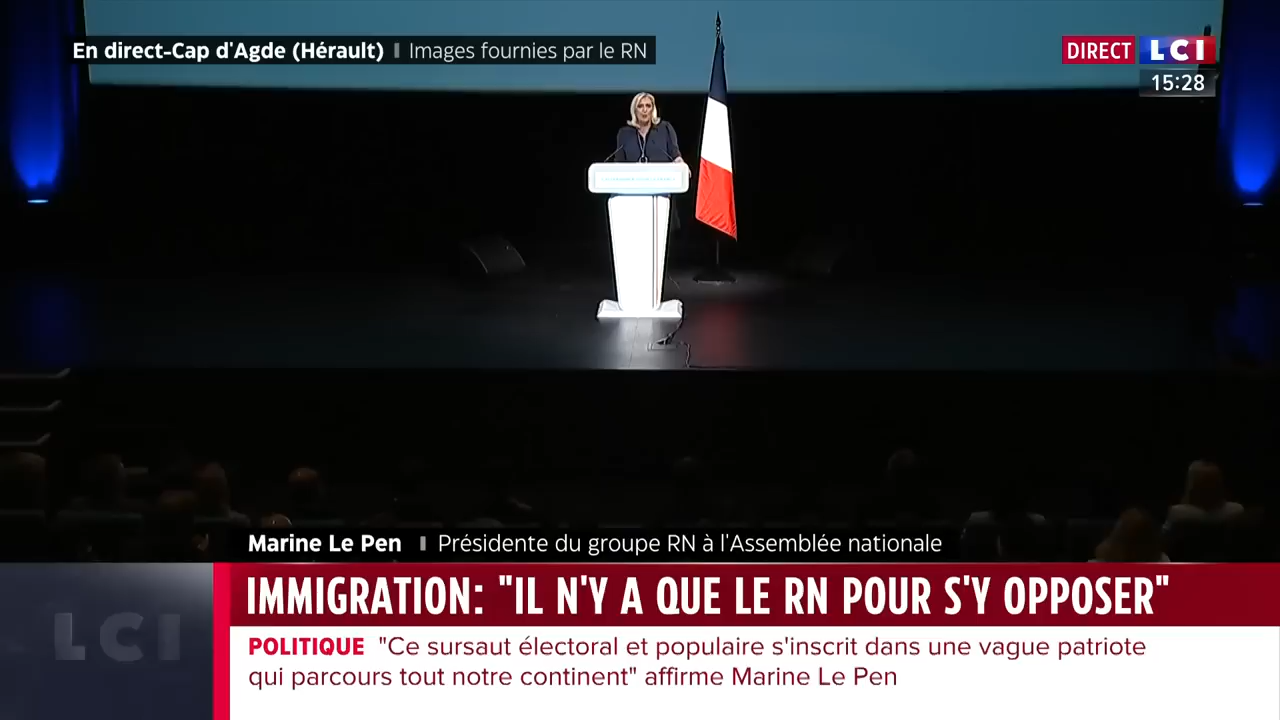 En direct-Cap d'Agde (Hérault) | Images fournies par le RN
DIRECT LCI
15:28
Marine Le Pen | Présidente du groupe RN à l'Assemblée nationale
IMMIGRATION: "IL N'Y A QUE LE RN POUR S'Y OPPOSER"
LCI
POLITIQUE "Ce sursaut électoral et populaire s'inscrit dans une vague patriote
qui parcours tout notre continent" affirme Marine Le Pen